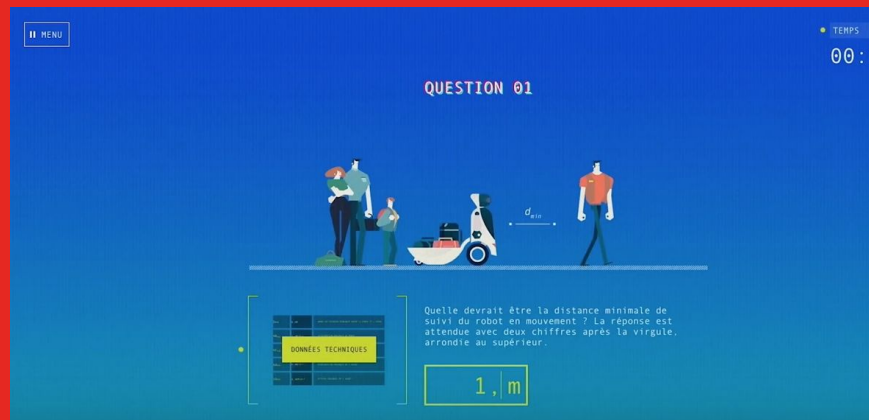 MENU
TEMPS
00:
QUESTION 01
dmin
Quelle devrait être la distance minimale de
suivi du robot en mouvement ? La réponse est
attendue avec deux chiffres après la virgule,
arrondie au supérieur.
DONNÉES TECHNIQUES
1, m